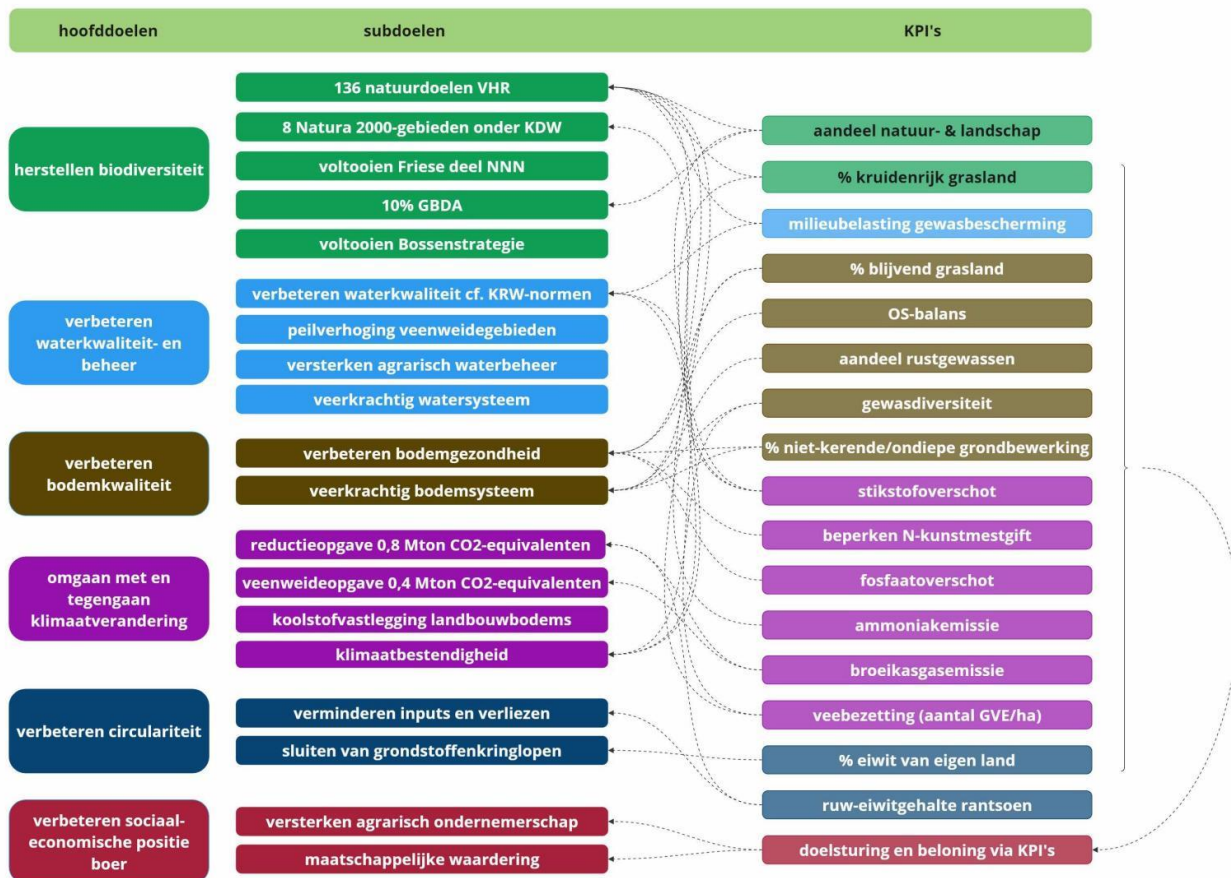 hoofddoelen
subdoelen
KPI's
herstellen biodiversiteit
136 natuurdoelen VHR
8 Natura 2000-gebieden onder KDW
voltooien Friese deel NNN
10% GBDA
voltooien Bossenstrategie
verbeteren
waterkwaliteit- en
beheer
verbeteren waterkwaliteit cf. KRW-normen
peilverhoging veenweidegebieden
versterken agrarisch waterbeheer
veerkrachtig watersysteem
verbeteren
bodemkwaliteit
verbeteren bodemgezondheid
veerkrachtig bodemsysteem
omgaan met en
tegengaan
klimaatverandering
reductieopgave 0,8 Mton CO2-equivalenten
veenweideopgave 0,4 Mton CO2-equivalenten
koolstofvastlegging landbouwbodems
klimaatbestendigheid
verbeteren circulariteit
verminderen inputs en verliezen
sluiten van grondstoffenkringlopen
verbeteren sociaal-
economische positie
boer
versterken agrarisch ondernemerschap
maatschappelijke waardering
aandeel natuur- & landschap
% kruidenrijk grasland
milieubelasting gewasbescherming
% blijvend grasland
OS-balans
aandeel rustgewassen
gewasdiversiteit
% niet-kerende/ondiepe grondbewerking
stikstofoverschot
beperken N-kunstmestgift
fosfaatoverschot
ammoniakemissie
broeikasgasemissie
veebezetting (aantal GVE/ha)
% eiwit van eigen land
ruw-eiwitgehalte rantsoen
doelsturing en beloning via KPI's